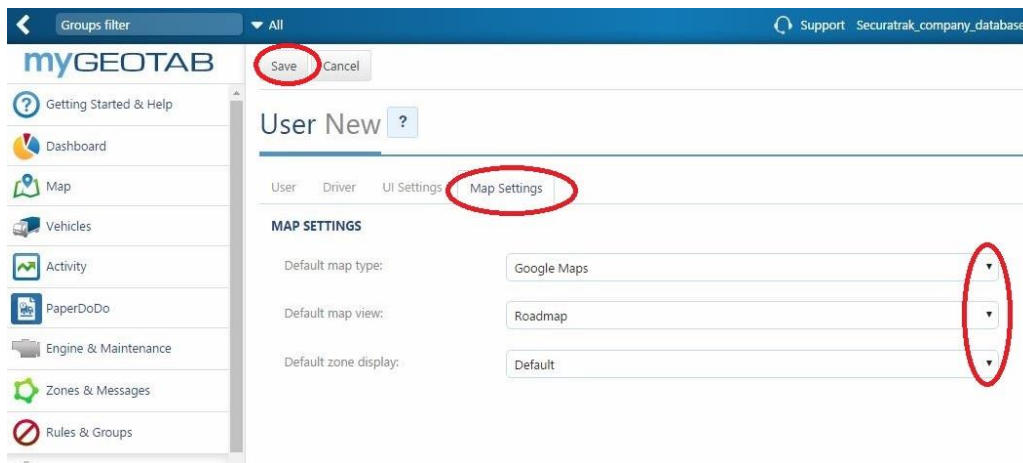 Groups filter
All
Support Securatrak_company_database
myGEOTAB
Save Cancel
Getting Started & Help
User New ?
Dashboard
Map
User Driver UI Settings Map Settings
Vehicles
MAP SETTINGS
Activity
Default map type: Google Maps
PaperDoDo
Default map view: Roadmap
Engine & Maintenance
Default zone display: Default
Zones & Messages
Rules & Groups